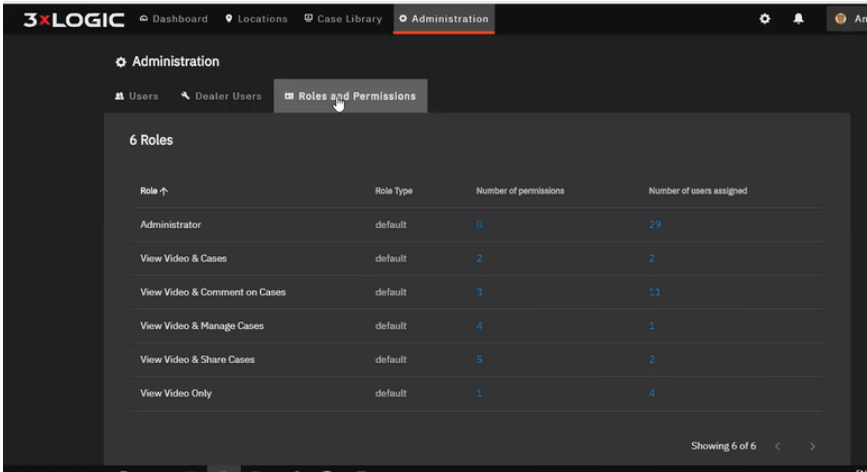 3xLOGIC Dashboard Locations Case Library Administration An
Administration
Users Dealer Users Roles and Permissions
6 Roles
Role Role Type Number of permissions Number of users assigned
Administrator default 8 29
View Video & Cases default 2 2
View Video & Comment on Cases default 3 11
View Video & Manage Cases default 4 1
View Video & Share Cases default 5 2
View Video Only default 1 4
Showing 6 of 6